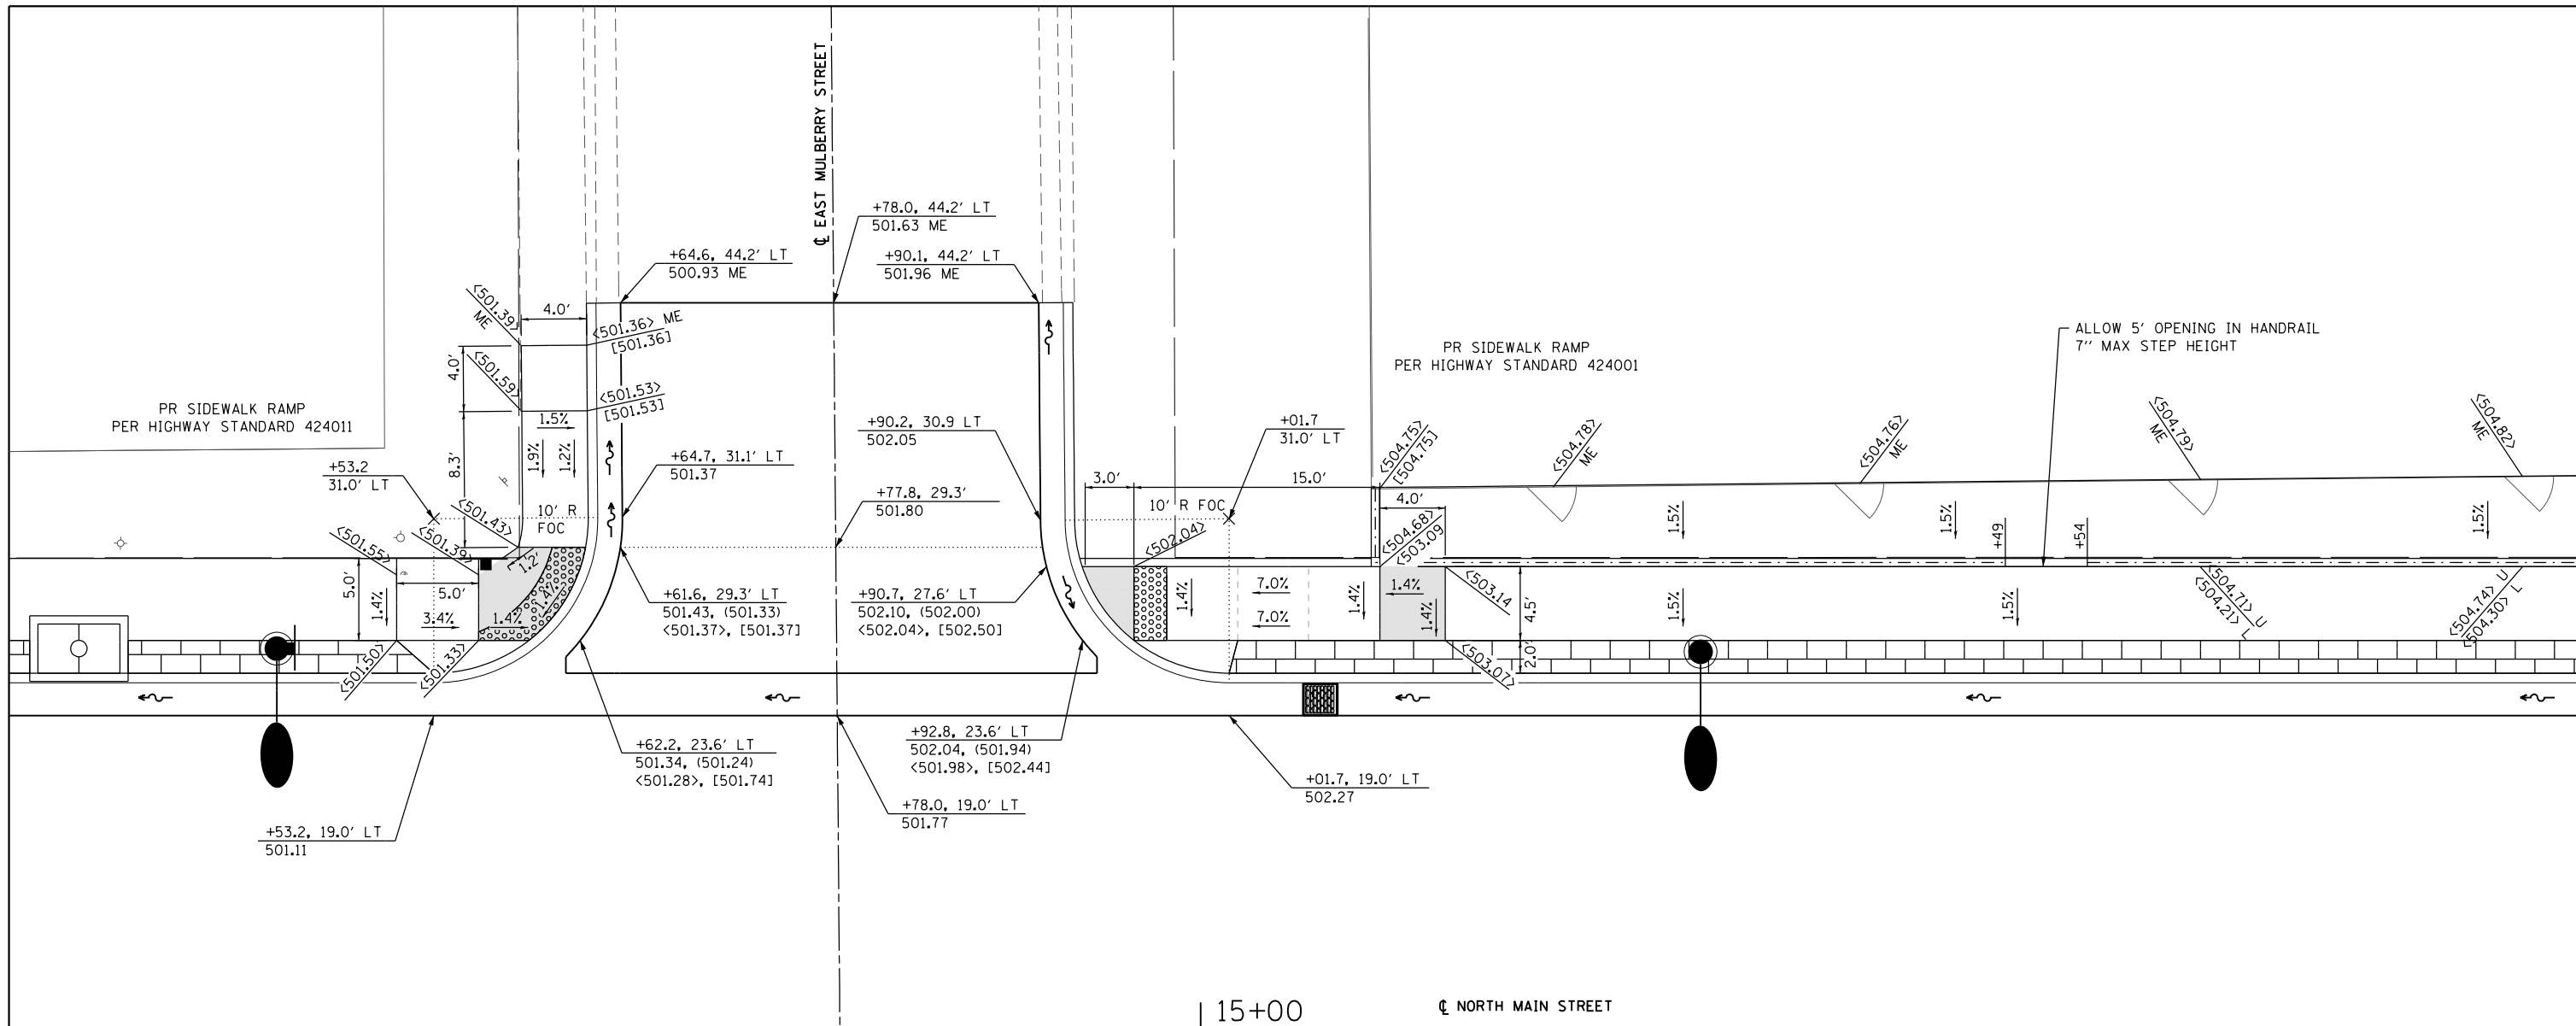 ℄ EAST MULBERRY STREET
+78.0, 44.2' LT
501.63 ME
+64.6, 44.2' LT
500.93 ME
+90.1, 44.2' LT
501.96 ME
<501.39>
ME
4.0'
<501.36> ME
[501.36]
4.0'
<501.59>
<501.53>
[501.53]
PR SIDEWALK RAMP
PER HIGHWAY STANDARD 424011
PR SIDEWALK RAMP
PER HIGHWAY STANDARD 424001
ALLOW 5' OPENING IN HANDRAIL
7" MAX STEP HEIGHT
1.5%
1.9%
1.2%
8.3'
+53.2
31.0' LT
+64.7, 31.1' LT
501.37
+90.2, 30.9 LT
502.05
+01.7
31.0' LT
+77.8, 29.3'
501.80
<504.75>
[504.75]
<504.78>
ME
<504.76>
ME
<504.79>
ME
<504.82>
ME
3.0'
15.0'
4.0'
10' R
FOC
10' R FOC
<501.43>
<501.55>
<501.39>
<502.04>
<504.68>
<503.09
1.5%
1.5%
1.5%
+49
+54
1.2'
5.0'
1.4%
5.0'
3.4%
1.4%
1.4%
<501.50>
<501.33>
+61.6, 29.3' LT
501.43, (501.33)
<501.37>, [501.37]
+90.7, 27.6' LT
502.10, (502.00)
<502.04>, [502.50]
1.4%
7.0%
7.0%
1.4%
1.4%
1.4%
<503.14
4.5'
2.0'
<503.07>
1.5%
1.5%
<504.71> U
<504.21> L
<504.74> U
<504.30> L
+62.2, 23.6' LT
501.34, (501.24)
<501.28>, [501.74]
+92.8, 23.6' LT
502.04, (501.94)
<501.98>, [502.44]
+01.7, 19.0' LT
502.27
+78.0, 19.0' LT
501.77
+53.2, 19.0' LT
501.11
15+00
℄ NORTH MAIN STREET